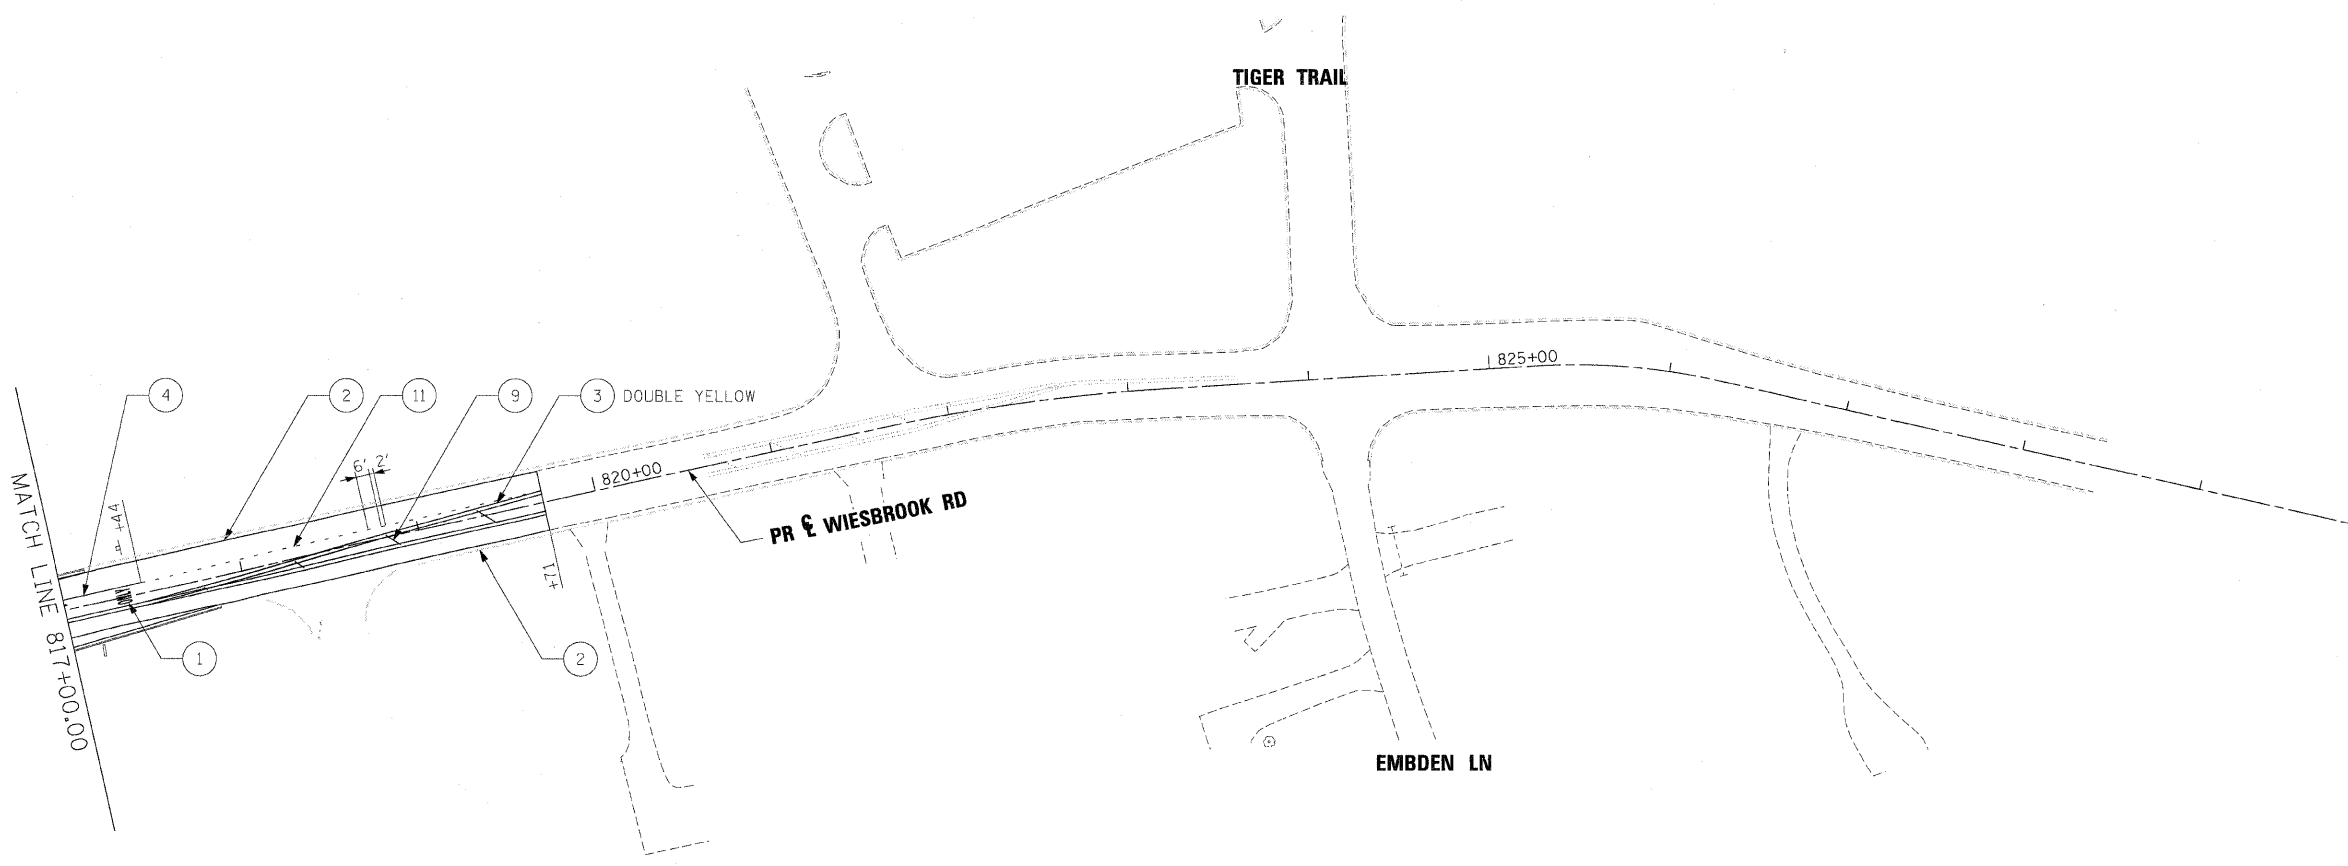 TIGER TRAIL
825+00
4
2
11
9
3 DOUBLE YELLOW
6' 2'
820+00
PR ℄ WIESBROOK RD
+44
+71
MATCH LINE 817+00.00
1
2
EMBDEN LN